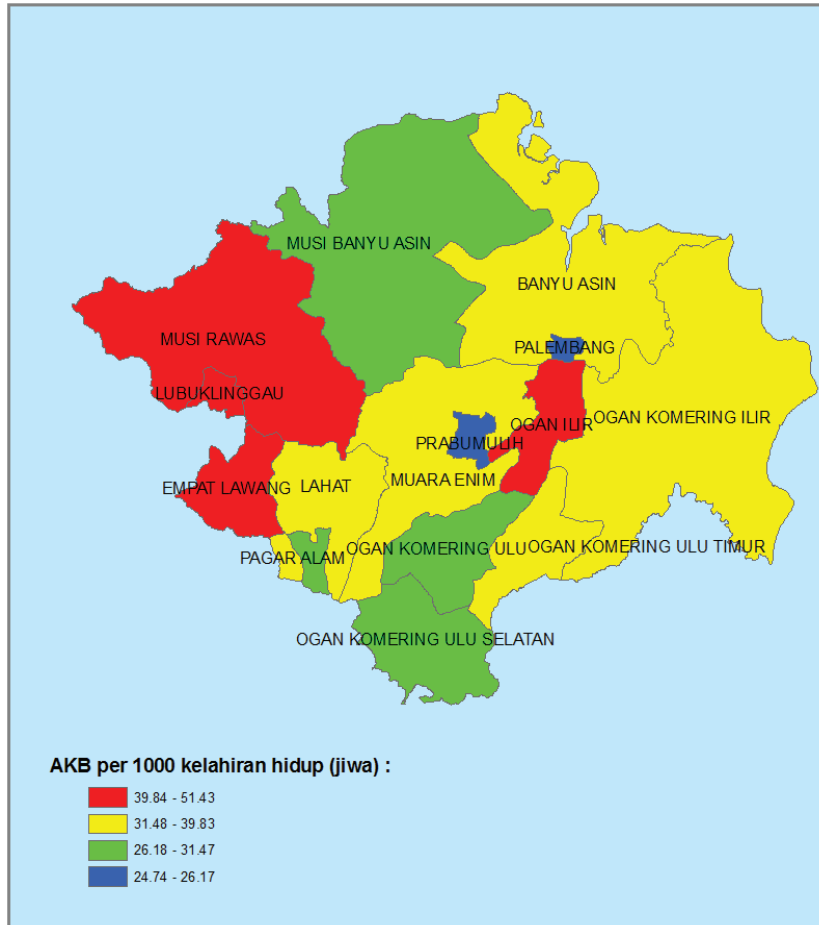 MUSI BANYU ASIN
BANYU ASIN
MUSI RAWAS
PALEMBANG
LUBUKLINGGAU
OGAN KOMERING ILIR
OGAN ILIR
PRABUMULIH
MUARA ENIM
EMPAT LAWANG
LAHAT
PAGAR ALAM
OGAN KOMERING ULU
OGAN KOMERING ULU TIMUR
OGAN KOMERING ULU SELATAN
AKB per 1000 kelahiran hidup (jiwa) :
39.84 - 51.43
31.48 - 39.83
26.18 - 31.47
24.74 - 26.17